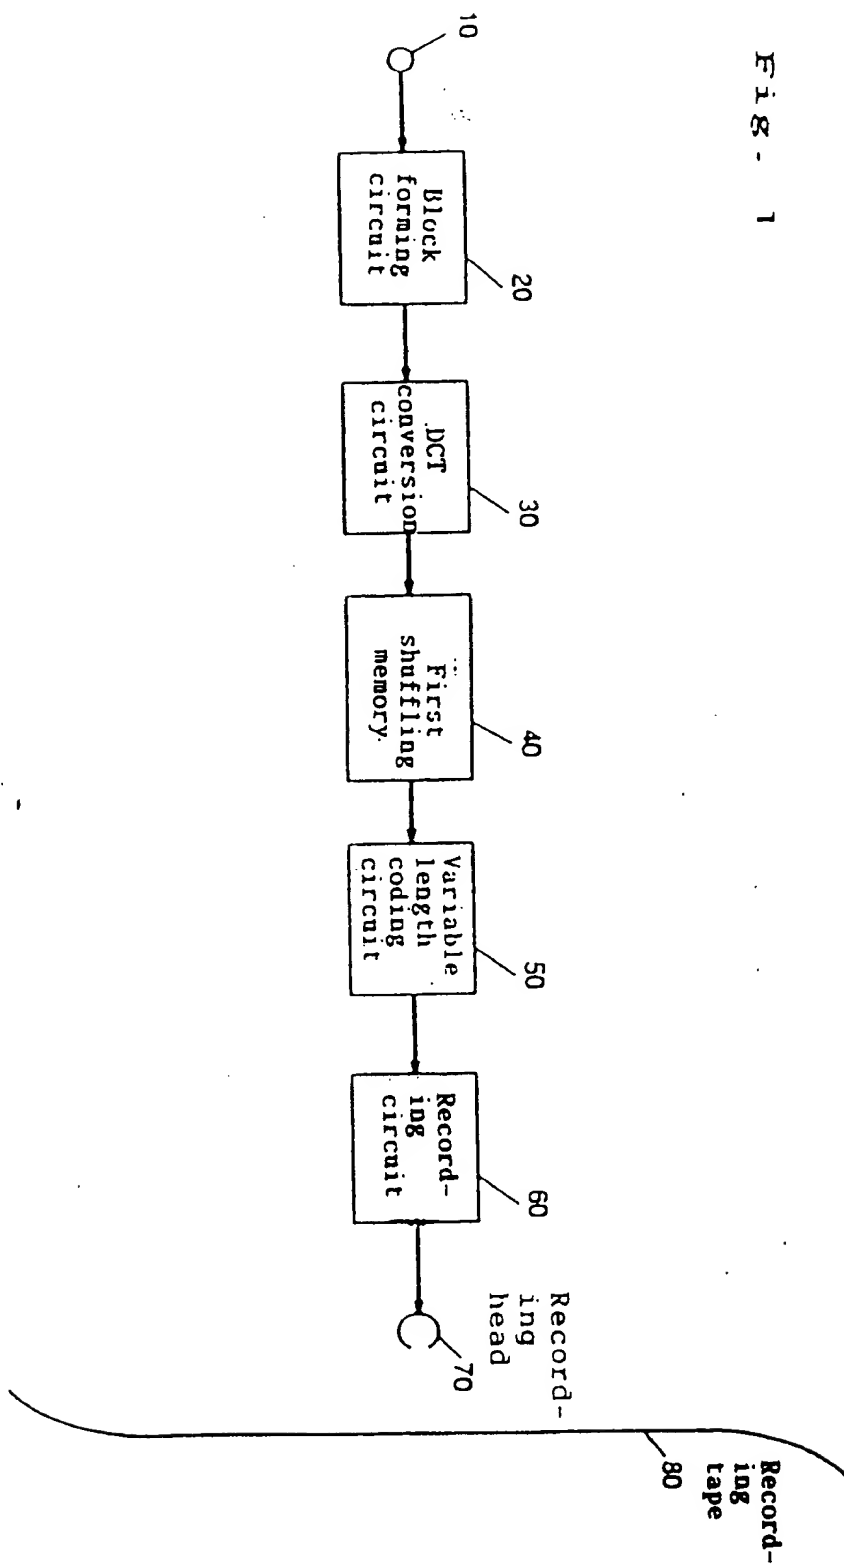 Fig. 1
10
Block
forming
circuit
20
DCT
conversion
circuit
30
First
shuffling
memory
40
Variable
length
coding
circuit
50
Record-
ing
circuit
60
Record-
ing
head
70
Record-
ing
tape
80